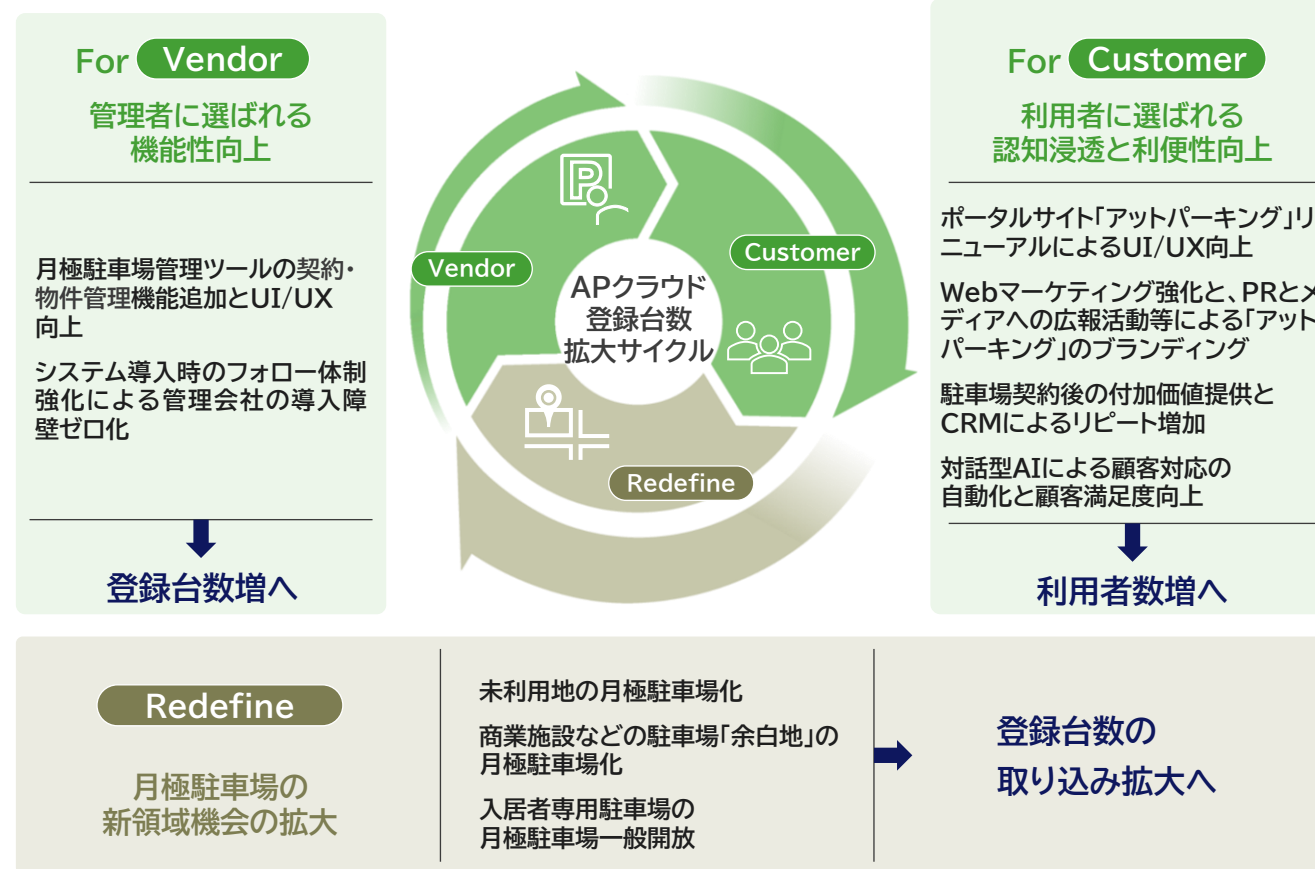 For Vendor
管理者に選ばれる
機能性向上
月極駐車場管理ツールの契約・
物件管理機能追加とUI/UX
向上
システム導入時のフォロー体制
強化による管理会社の導入障
壁ゼロ化
登録台数増へ
Vendor
Customer
APクラウド
登録台数
拡大サイクル
Redefine
For Customer
利用者に選ばれる
認知浸透と利便性向上
ポータルサイト「アットパーキング」リ
ニューアルによるUI/UX向上
Webマーケティング強化と、PRとメ
ディアへの広報活動等による「アット
パーキング」のブランディング
駐車場契約後の付加価値提供と
CRMによるリピート増加
対話型AIによる顧客対応の
自動化と顧客満足度向上
利用者数増へ
Redefine
月極駐車場の
新領域機会の拡大
未利用地の月極駐車場化
商業施設などの駐車場「余白地」の
月極駐車場化
入居者専用駐車場の
月極駐車場一般開放
登録台数の
取り込み拡大へ